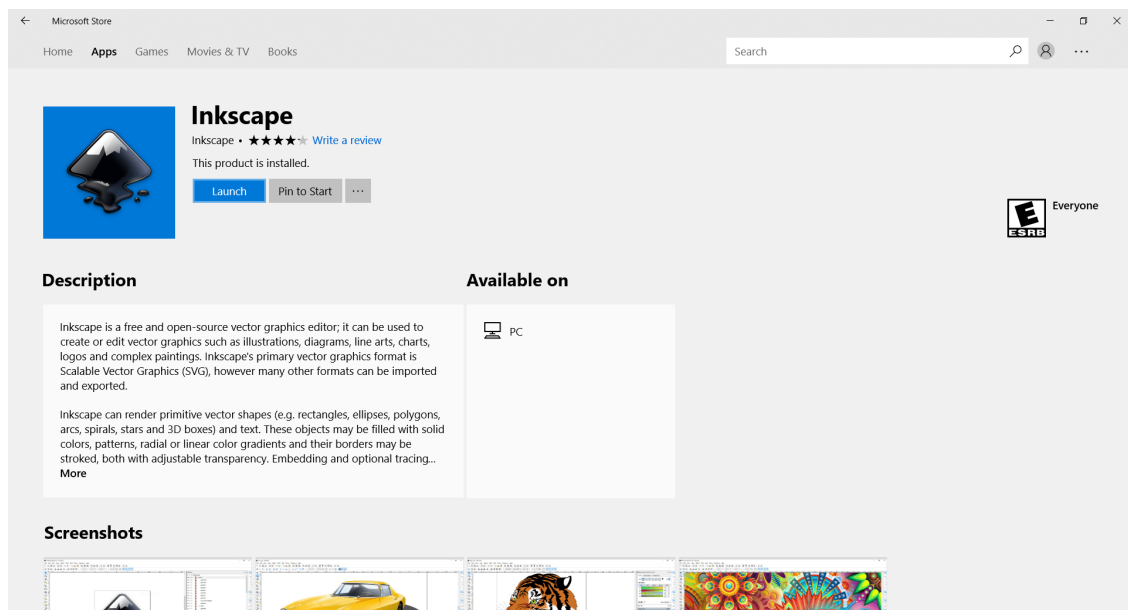 Microsoft Store
Home Apps Games Movies & TV Books Search
Inkscape
Inkscape • Write a review
This product is installed.
Launch Pin to Start ...
E Everyone
ESRB
Description Available on
Inkscape is a free and open-source vector graphics editor; it can be used to
create or edit vector graphics such as illustrations, diagrams, line arts, charts,
logos and complex paintings. Inkscape's primary vector graphics format is
Scalable Vector Graphics (SVG), however many other formats can be imported
and exported.
Inkscape can render primitive vector shapes (e.g. rectangles, ellipses, polygons,
arcs, spirals, stars and 3D boxes) and text. These objects may be filled with solid
colors, patterns, radial or linear color gradients and their borders may be
stroked, both with adjustable transparency. Embedding and optional tracing...
More
PC
Screenshots